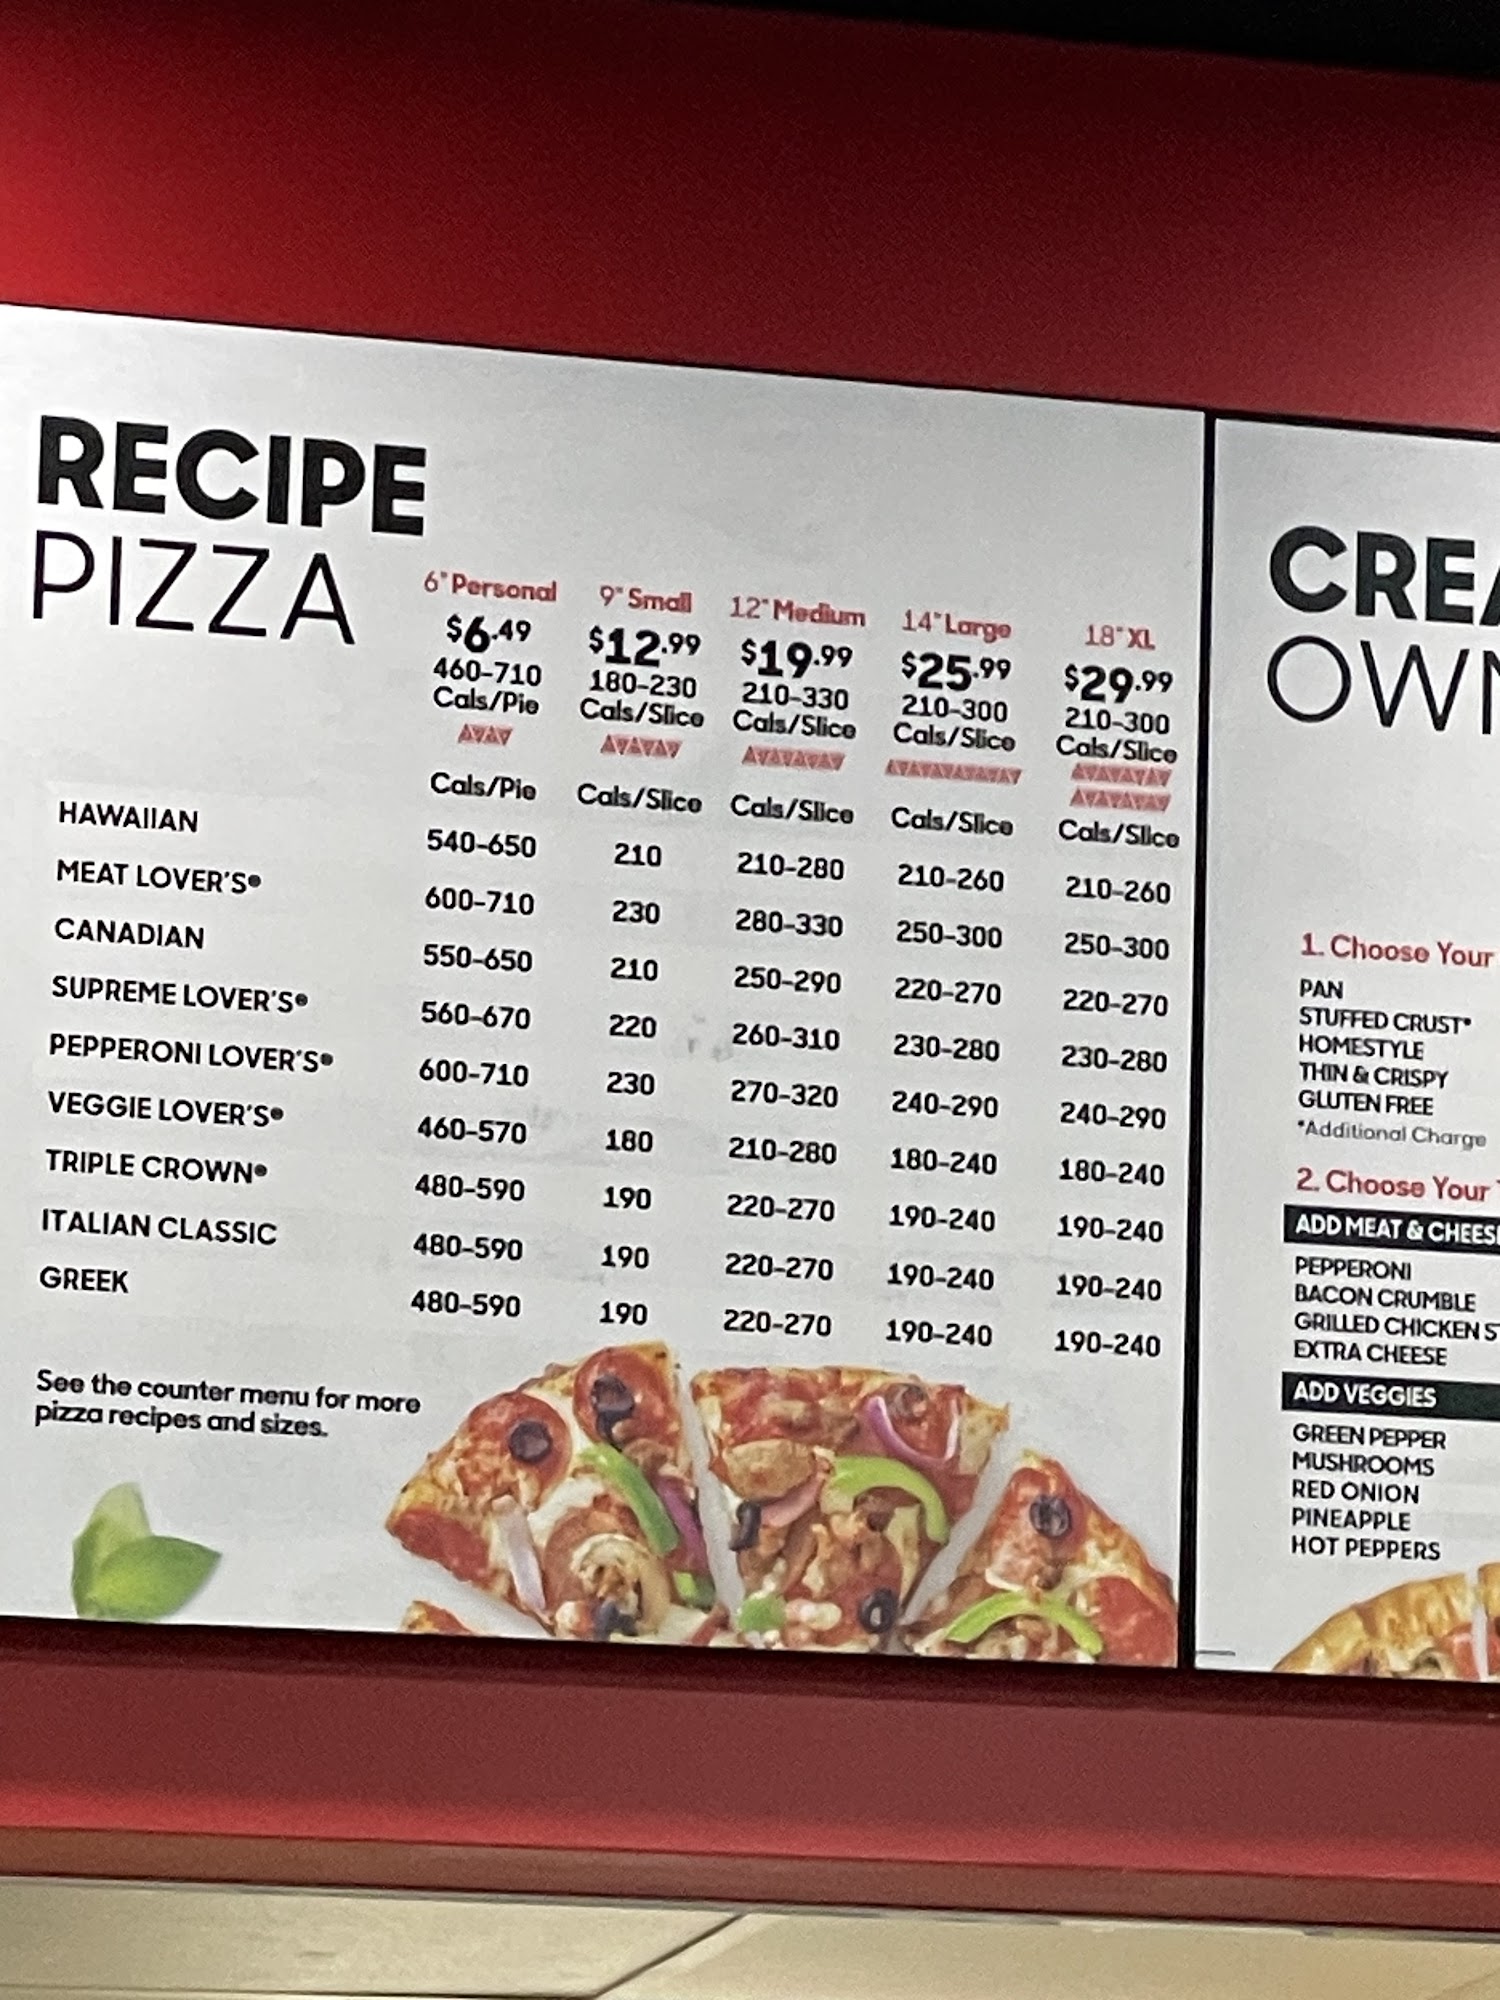 RECIPE
PIZZA
6" Personal 9" Small 12" Medium 14" Large 18" XL
$6.49 $12.99 $19.99 $25.99 $29.99
460-710 180-230 210-330 210-300 210-300
Cals/Pie Cals/Slice Cals/Slice Cals/Slice Cals/Slice
Cals/Pie Cals/Slice Cals/Slice Cals/Slice Cals/Slice
HAWAIIAN 540-650 210 210-280 210-260 210-260
MEAT LOVER'S® 600-710 230 280-330 250-300 250-300
CANADIAN 550-650 210 250-290 220-270 220-270
SUPREME LOVER'S® 560-670 220 260-310 230-280 230-280
PEPPERONI LOVER'S® 600-710 230 270-320 240-290 240-290
VEGGIE LOVER'S® 460-570 180 210-280 180-240 180-240
TRIPLE CROWN® 480-590 190 220-270 190-240 190-240
ITALIAN CLASSIC 480-590 190 220-270 190-240 190-240
GREEK 480-590 190 220-270 190-240 190-240
See the counter menu for more
pizza recipes and sizes.
CREA
OWN
1. Choose Your
PAN
STUFFED CRUST*
HOMESTYLE
THIN & CRISPY
GLUTEN FREE
*Additional Charge
2. Choose Your
ADD MEAT & CHEES
PEPPERONI
BACON CRUMBLE
GRILLED CHICKEN S
EXTRA CHEESE
ADD VEGGIES
GREEN PEPPER
MUSHROOMS
RED ONION
PINEAPPLE
HOT PEPPERS